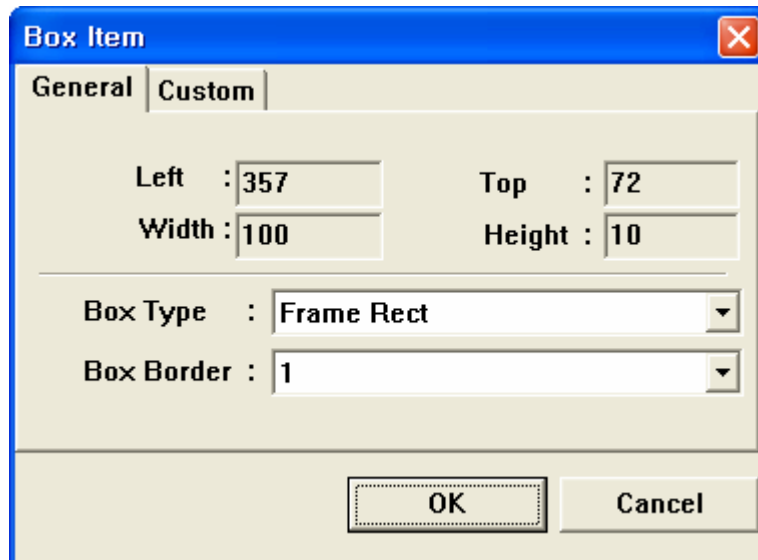 Box Item
General Custom
Left : 357 Top : 72
Width : 100 Height : 10
Box Type : Frame Rect
Box Border : 1
OK Cancel